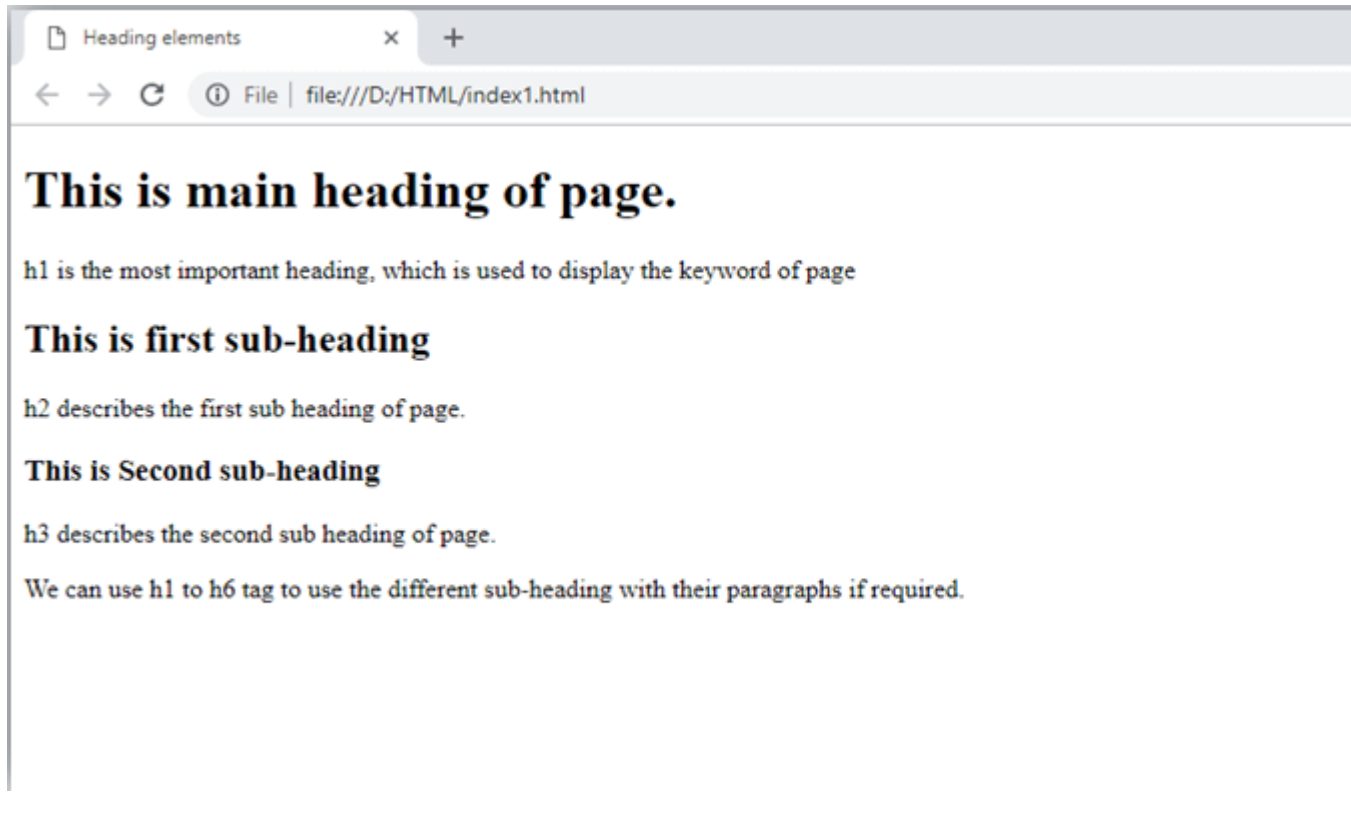 Heading elements
File file:///D:/HTML/index1.html
This is main heading of page.
h1 is the most important heading, which is used to display the keyword of page
This is first sub-heading
h2 describes the first sub heading of page.
This is Second sub-heading
h3 describes the second sub heading of page.
We can use h1 to h6 tag to use the different sub-heading with their paragraphs if required.